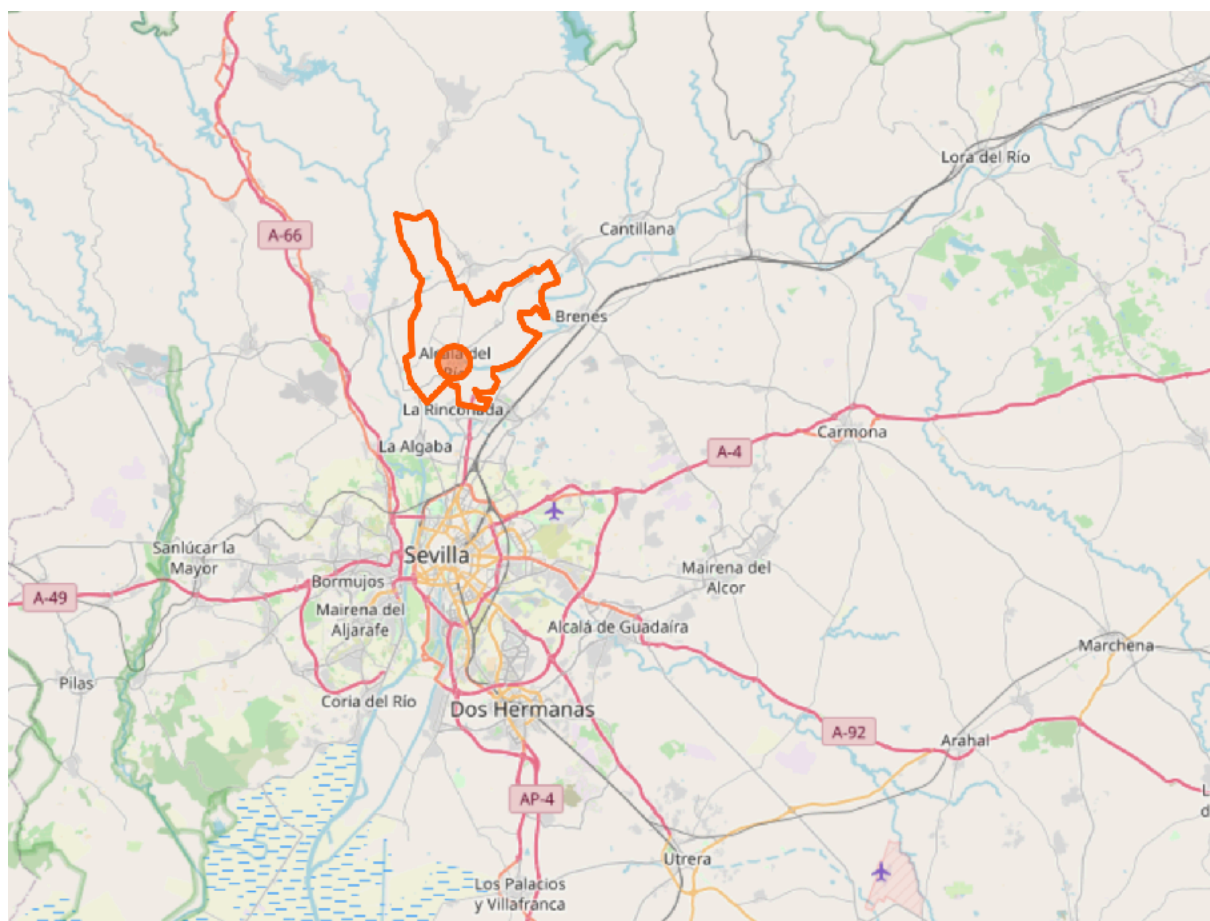 Lora del Río
Cantillana
A-66
Brenes
Alcalá del
Río
La Rinconada
La Algaba
Carmona
A-4
Sanlúcar la
Mayor
Sevilla
Bormujos
Mairena del
Alcor
A-49
Mairena del
Aljarafe
Alcalá de Guadaíra
Marchena
Pilas
Coria del Río
Dos Hermanas
A-92
Arahal
AP-4
Utrera
Los Palacios
y Villafranca